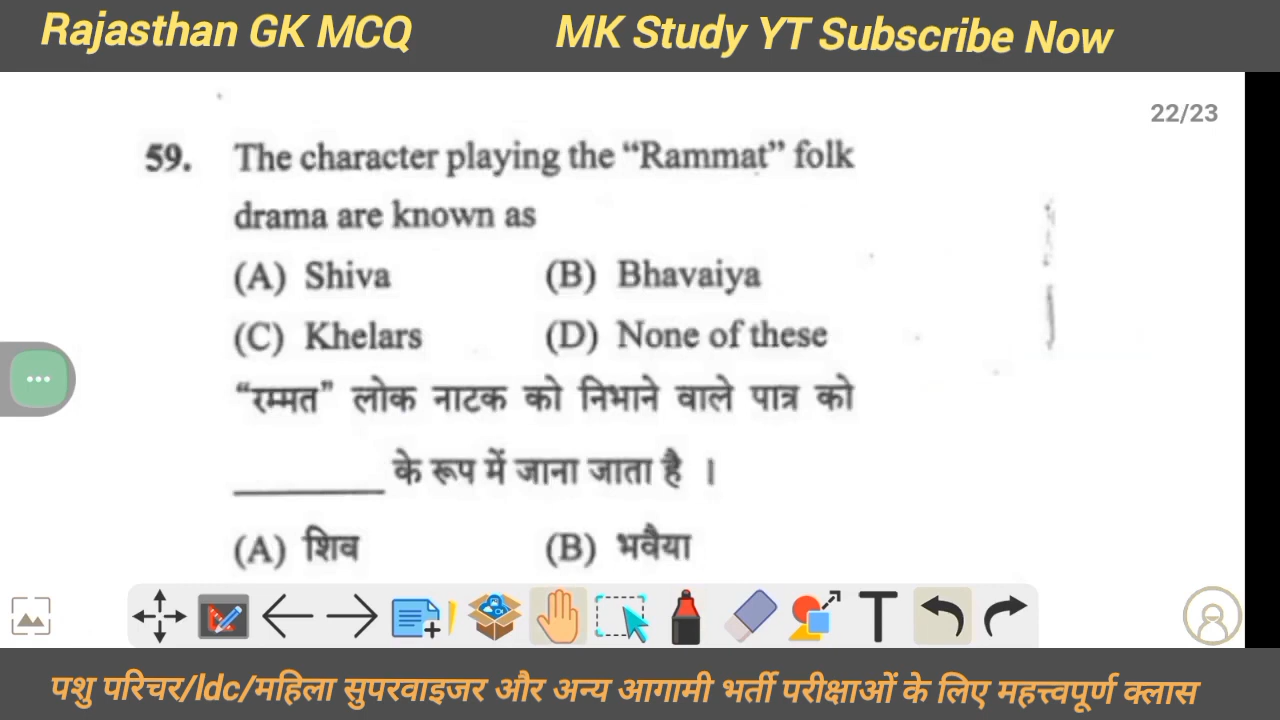 Rajasthan GK MCQ
MK Study YT Subscribe Now
22/23
59. The character playing the “Rammat” folk
drama are known as
(A) Shiva (B) Bhavaiya
(C) Khelars (D) None of these
“रम्मत” लोक नाटक को निभाने वाले पात्र को
________ के रूप में जाना जाता है ।
(A) शिव (B) भवैया
T
पशु परिचर/ldc/महिला सुपरवाइजर और अन्य आगामी भर्ती परीक्षाओं के लिए महत्त्वपूर्ण क्लास